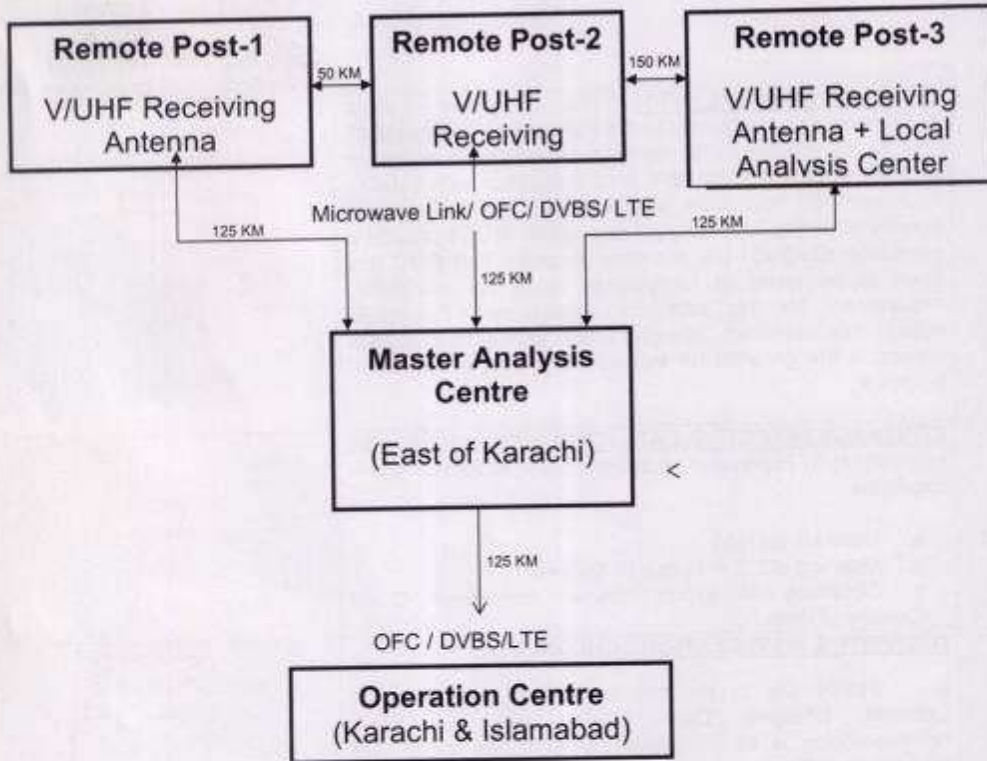 Remote Post-1
V/UHF Receiving
Antenna
50 KM
Remote Post-2
V/UHF
Receiving
150 KM
Remote Post-3
V/UHF Receiving
Antenna + Local
Analysis Center
Microwave Link/ OFC/ DVBS/ LTE
125 KM
125 KM
125 KM
Master Analysis
Centre
(East of Karachi)
<
125 KM
OFC / DVBS/LTE
Operation Centre
(Karachi & Islamabad)